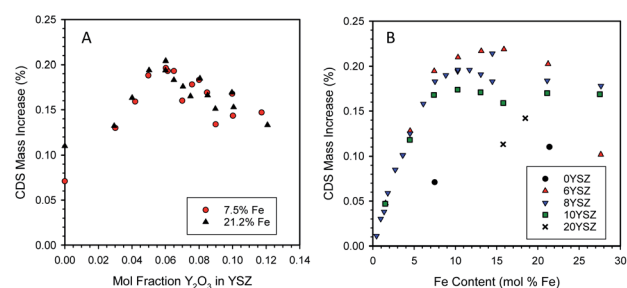 A
CDS Mass Increase (%)
0.25
0.20
0.15
0.10
0.05
0.00
0.00 0.02 0.04 0.06 0.08 0.10 0.12 0.14
Mol Fraction Y2O3 in YSZ
7.5% Fe
21.2% Fe
B
CDS Mass Increase (%)
0.25
0.20
0.15
0.10
0.05
0.00
0 5 10 15 20 25 30
Fe Content (mol % Fe)
0YSZ
6YSZ
8YSZ
10YSZ
20YSZ